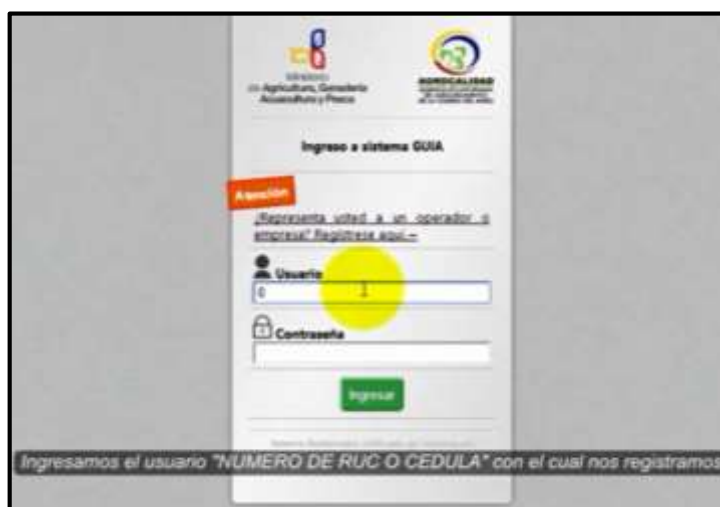 Ministerio
de Agricultura, Ganadería
Acuacultura y Pesca
AGROCALIDAD
Ingreso a sistema GUIA
Atención
¿Representa usted a un operador o
empresa? Regístrese aquí –
Usuario
0
Contraseña
Ingresar
Ingresamos el usuario "NUMERO DE RUC O CEDULA" con el cual nos registramos